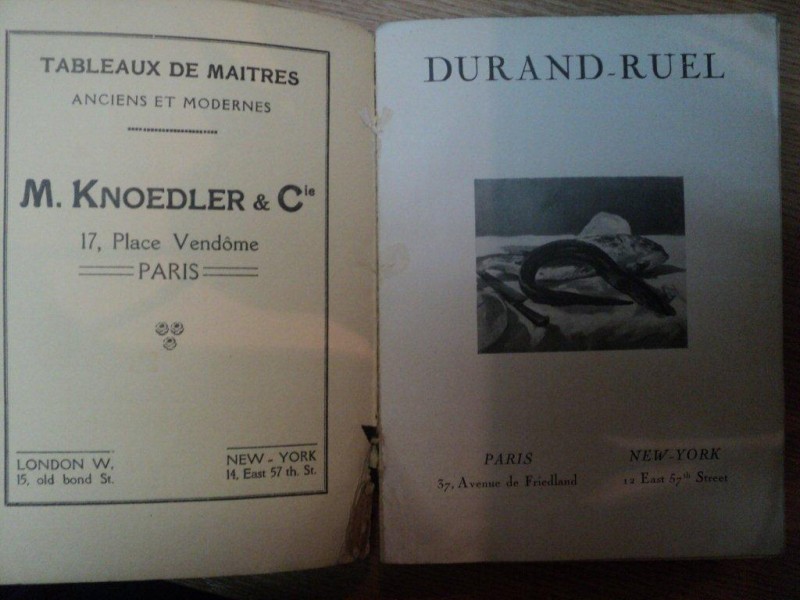 TABLEAUX DE MAITRES
ANCIENS ET MODERNES
M. KNOEDLER & Cie
17, Place Vendôme
PARIS
LONDON W,
15, old bond St.
NEW-YORK
14, East 57 th. St.
DURAND-RUEL
PARIS
37, Avenue de Friedland
NEW-YORK
12 East 57th Street